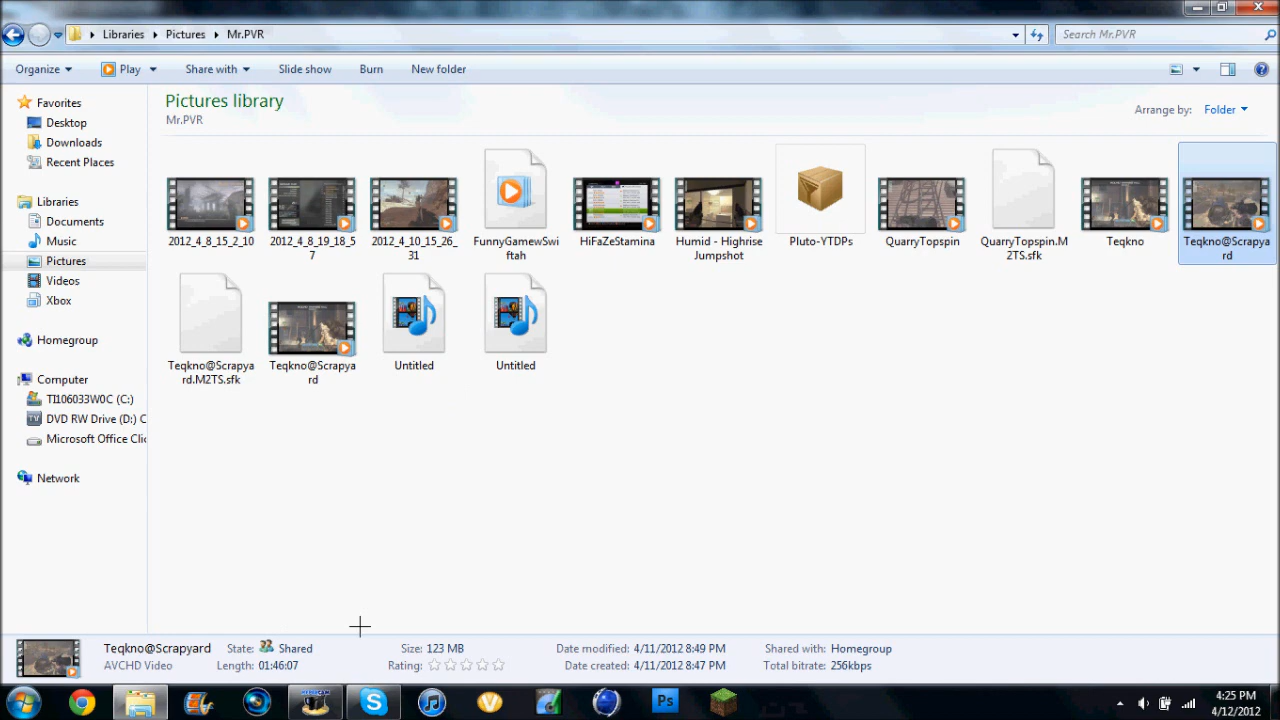 Libraries
Pictures
Mr.PVR
Search Mr.PVR
Organize
Play
Share with
Slide show
Burn
New folder
Favorites
Desktop
Downloads
Recent Places
Libraries
Documents
Music
Pictures
Videos
Xbox
Homegroup
Computer
TI106033W0C (C:)
DVD RW Drive (D:) C
Microsoft Office Clic
Network
Pictures library
Mr.PVR
Arrange by: Folder
2012_4_8_15_2_10
2012_4_8_19_18_5
7
2012_4_10_15_26_
31
FunnyGamewSwi
ftah
HiFaZeStamina
Humid - Highrise
Jumpshot
Pluto-YTDPs
QuarryTopspin
QuarryTopspin.M
2TS.sfk
Teqkno
Teqkno@Scrapya
rd
Teqkno@Scrapya
rd.M2TS.sfk
Teqkno@Scrapya
rd
Untitled
Untitled
Teqkno@Scrapyard
AVCHD Video
State: Shared
Length: 01:46:07
Size: 123 MB
Rating:
Date modified: 4/11/2012 8:49 PM
Date created: 4/11/2012 8:47 PM
Shared with: Homegroup
Total bitrate: 256kbps
Ps
4:25 PM
4/12/2012